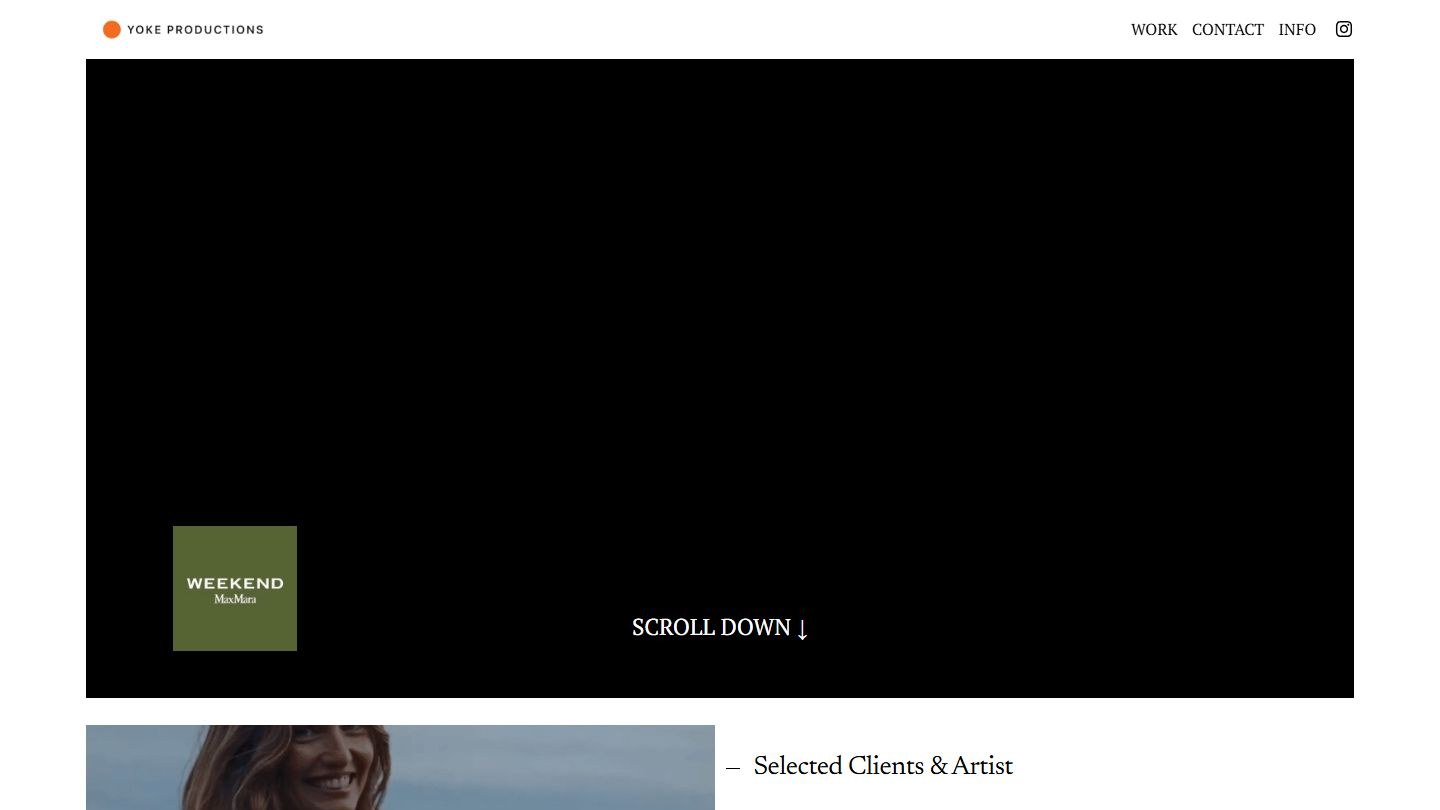 YOKE PRODUCTIONS
WORK CONTACT INFO
WEEKEND
MaxMara
SCROLL DOWN ↓
— Selected Clients & Artist